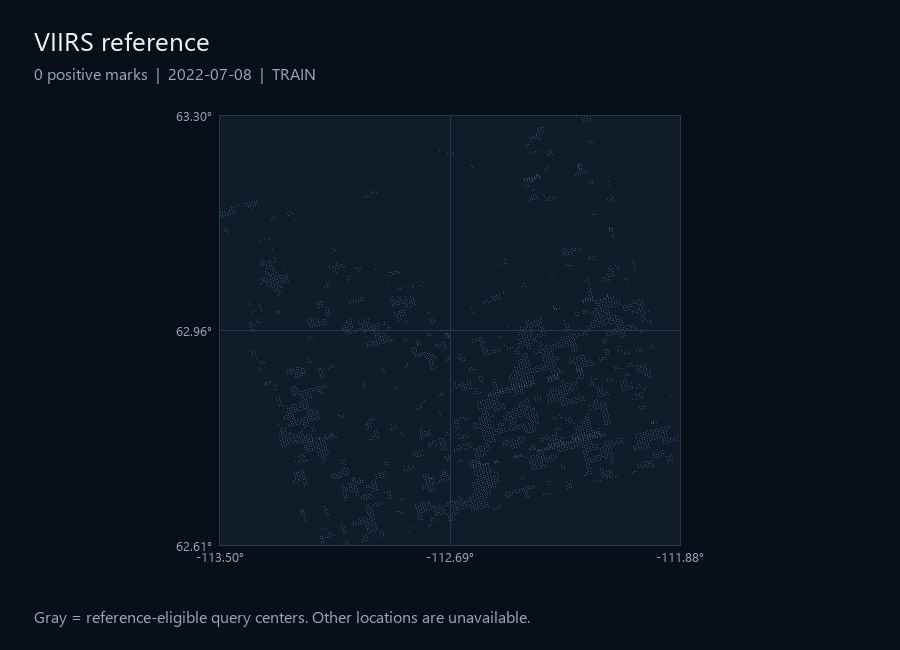 VIIRS reference
0 positive marks | 2022-07-08 | TRAIN
63.30°
62.96°
62.61°
-113.50° -112.69° -111.88°
Gray = reference-eligible query centers. Other locations are unavailable.